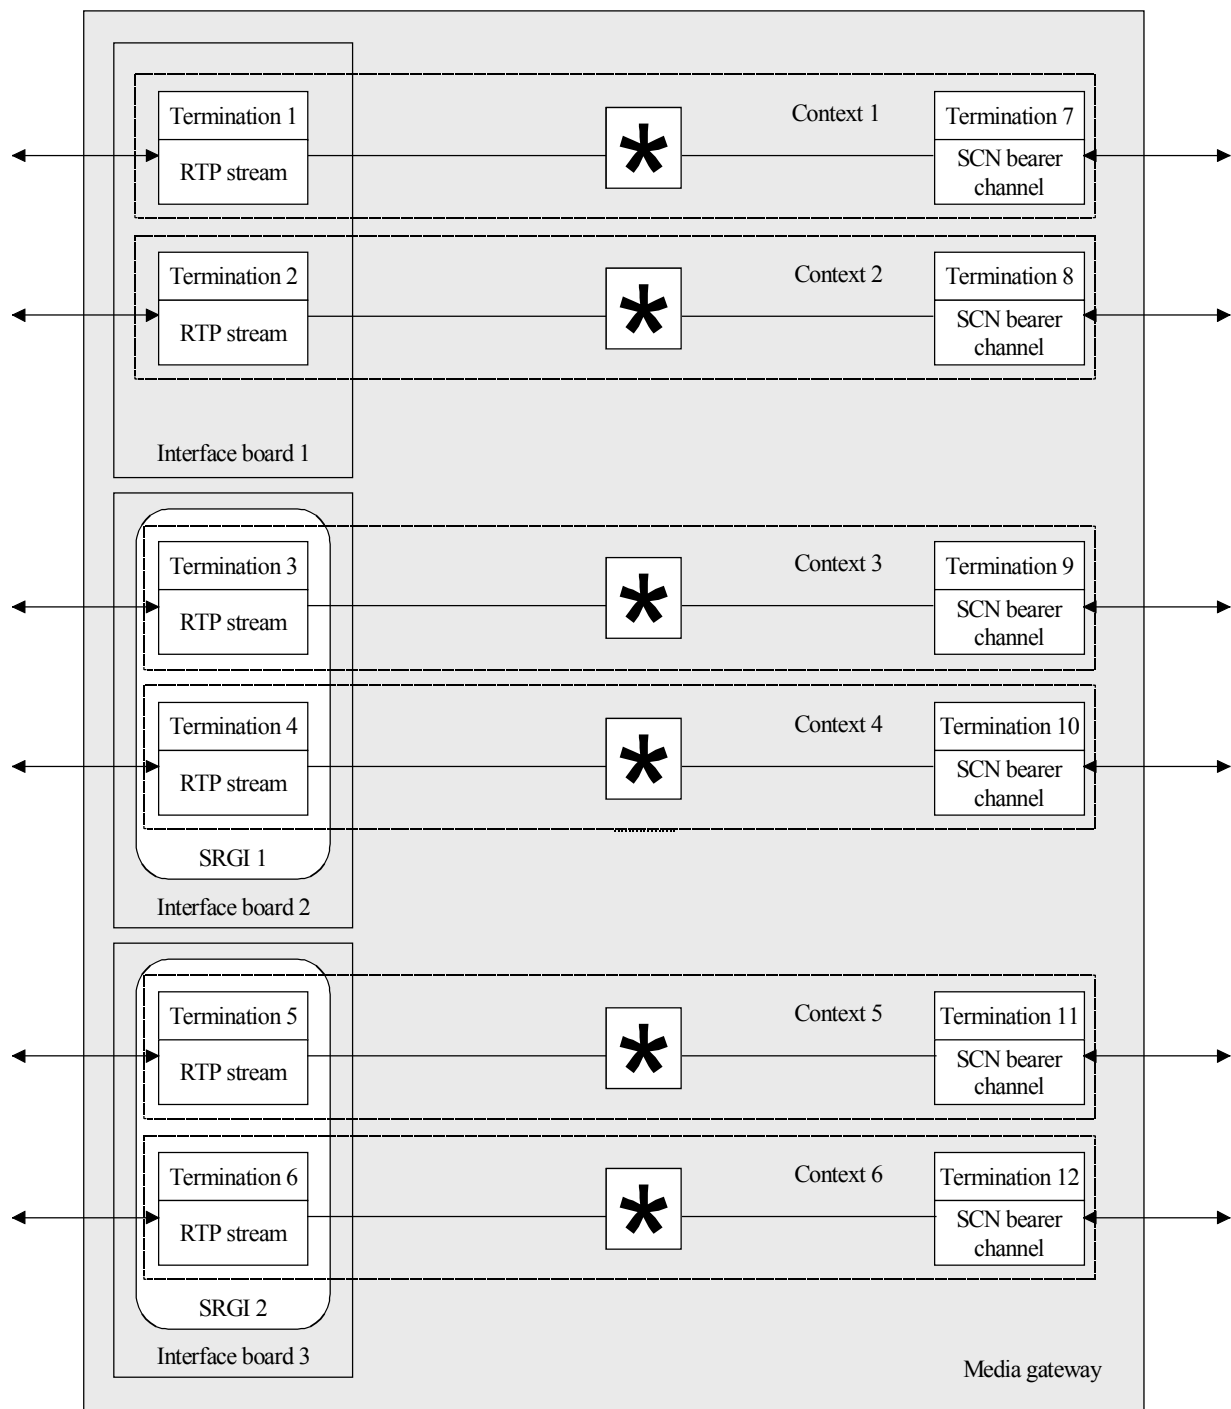 Termination 1
Context 1
Termination 7
RTP stream
*
SCN bearer
channel
Termination 2
Context 2
Termination 8
RTP stream
*
SCN bearer
channel
Interface board 1
Termination 3
Context 3
Termination 9
RTP stream
*
SCN bearer
channel
Termination 4
Context 4
Termination 10
RTP stream
*
SCN bearer
channel
SRGI 1
Interface board 2
Termination 5
Context 5
Termination 11
RTP stream
*
SCN bearer
channel
Termination 6
Context 6
Termination 12
RTP stream
*
SCN bearer
channel
SRGI 2
Interface board 3
Media gateway